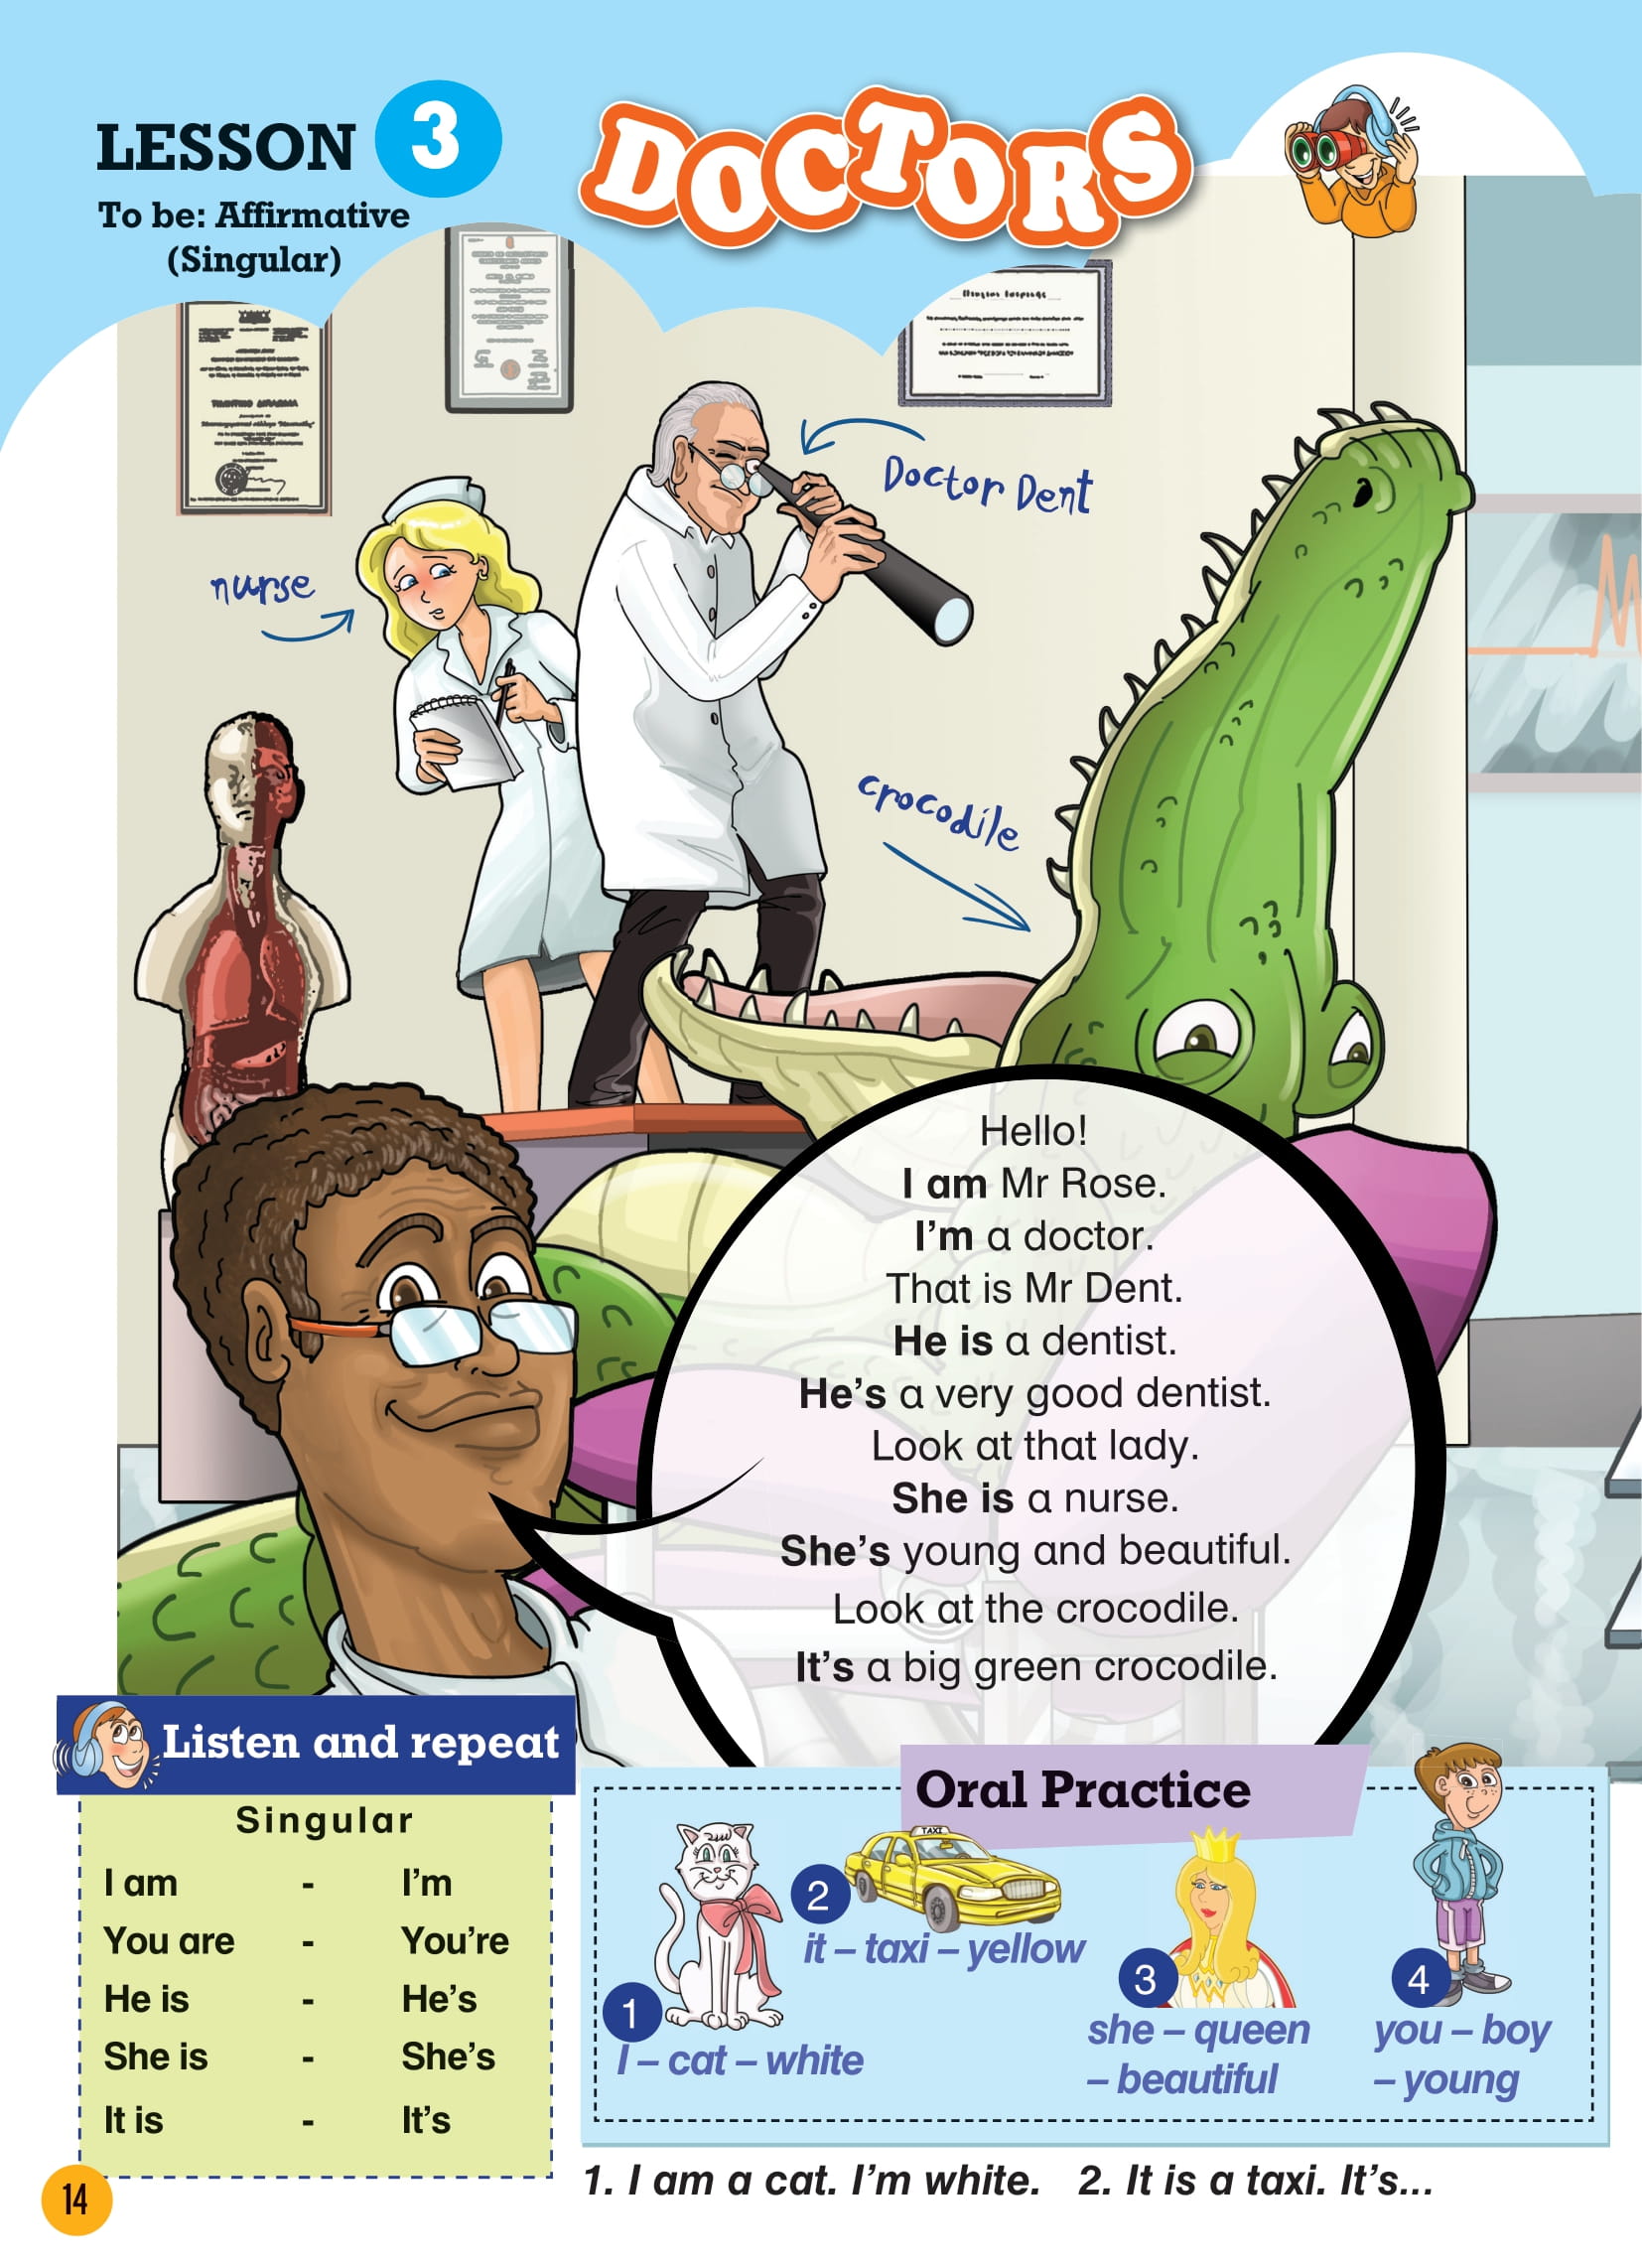 LESSON 3
To be: Affirmative
(Singular)
DOCTORS
Doctor Dent
nurse
crocodile
Hello!
I am Mr Rose.
I'm a doctor.
That is Mr Dent.
He is a dentist.
He's a very good dentist.
Look at that lady.
She is a nurse.
She's young and beautiful.
Look at the crocodile.
It's a big green crocodile.
Listen and repeat
Singular
I am - I'm
You are - You're
He is - He's
She is - She's
It is - It's
Oral Practice
TAXI
1
I – cat – white
2
it – taxi – yellow
3
she – queen
– beautiful
4
you – boy
– young
1. I am a cat. I'm white. 2. It is a taxi. It's...
14